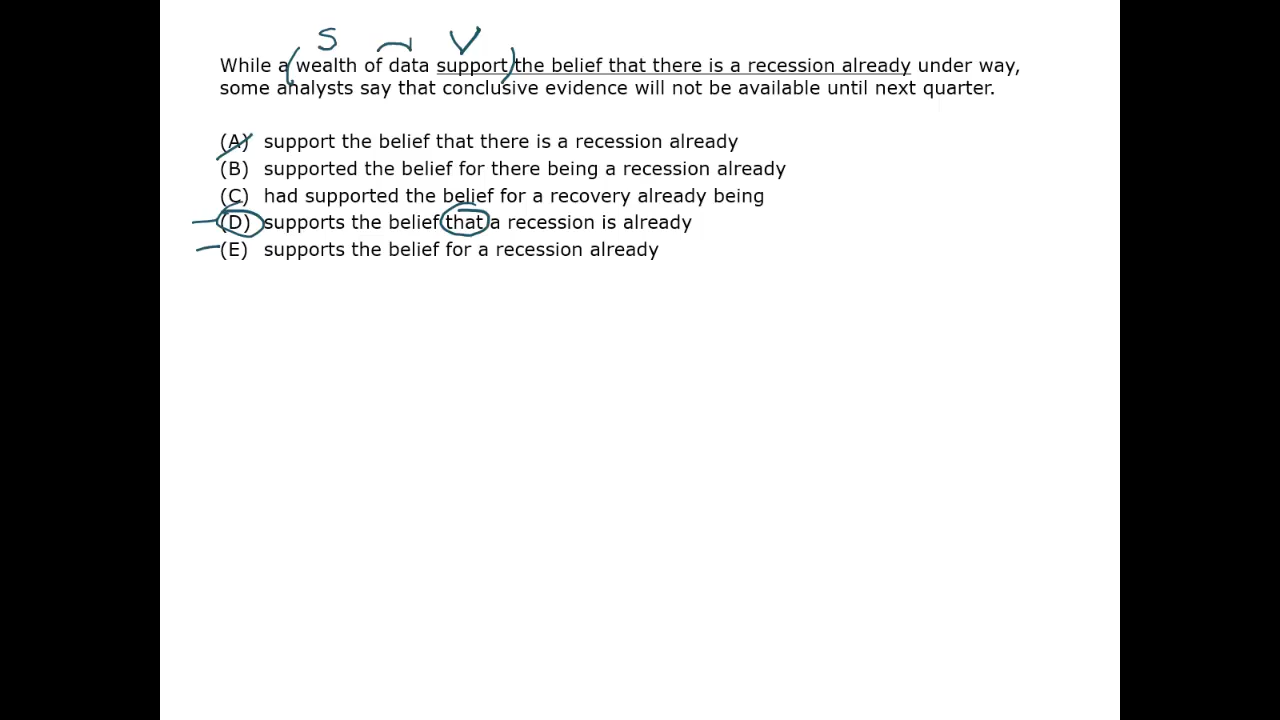 S V
While a wealth of data support the belief that there is a recession already under way,
some analysts say that conclusive evidence will not be available until next quarter.
(A) support the belief that there is a recession already
(B) supported the belief for there being a recession already
(C) had supported the belief for a recovery already being
(D) supports the belief that a recession is already
(E) supports the belief for a recession already